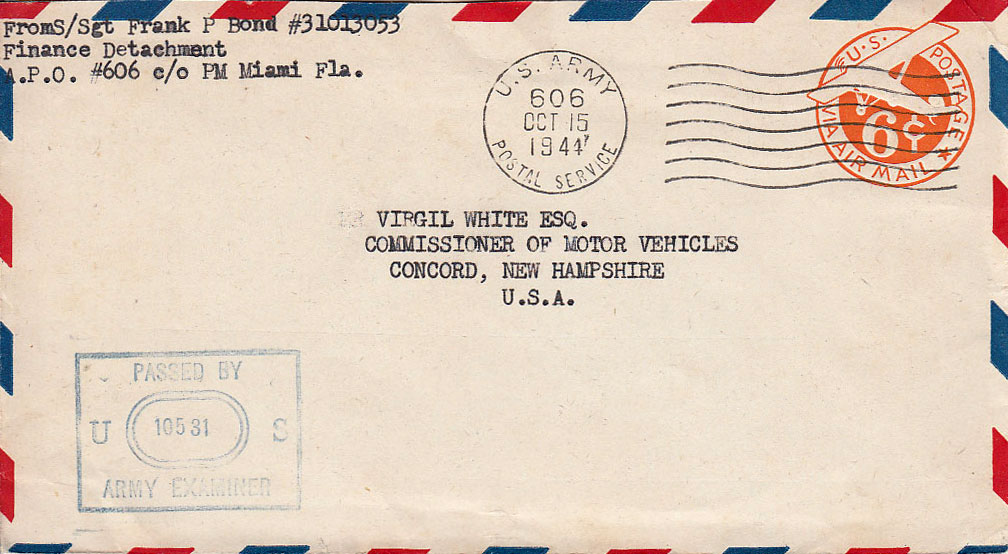 FromS/Sgt Frank P Bond #31013053
Finance Detachment
A.P.O. #606 c/o PM Miami Fla.
U.S. ARMY
606
OCT 15
1944
POSTAL SERVICE
U.S. POSTAGE
6¢
VIA AIR MAIL
VIRGIL WHITE ESQ.
COMMISSIONER OF MOTOR VEHICLES
CONCORD, NEW HAMPSHIRE
U.S.A.
PASSED BY
U 10531 S
ARMY EXAMINER